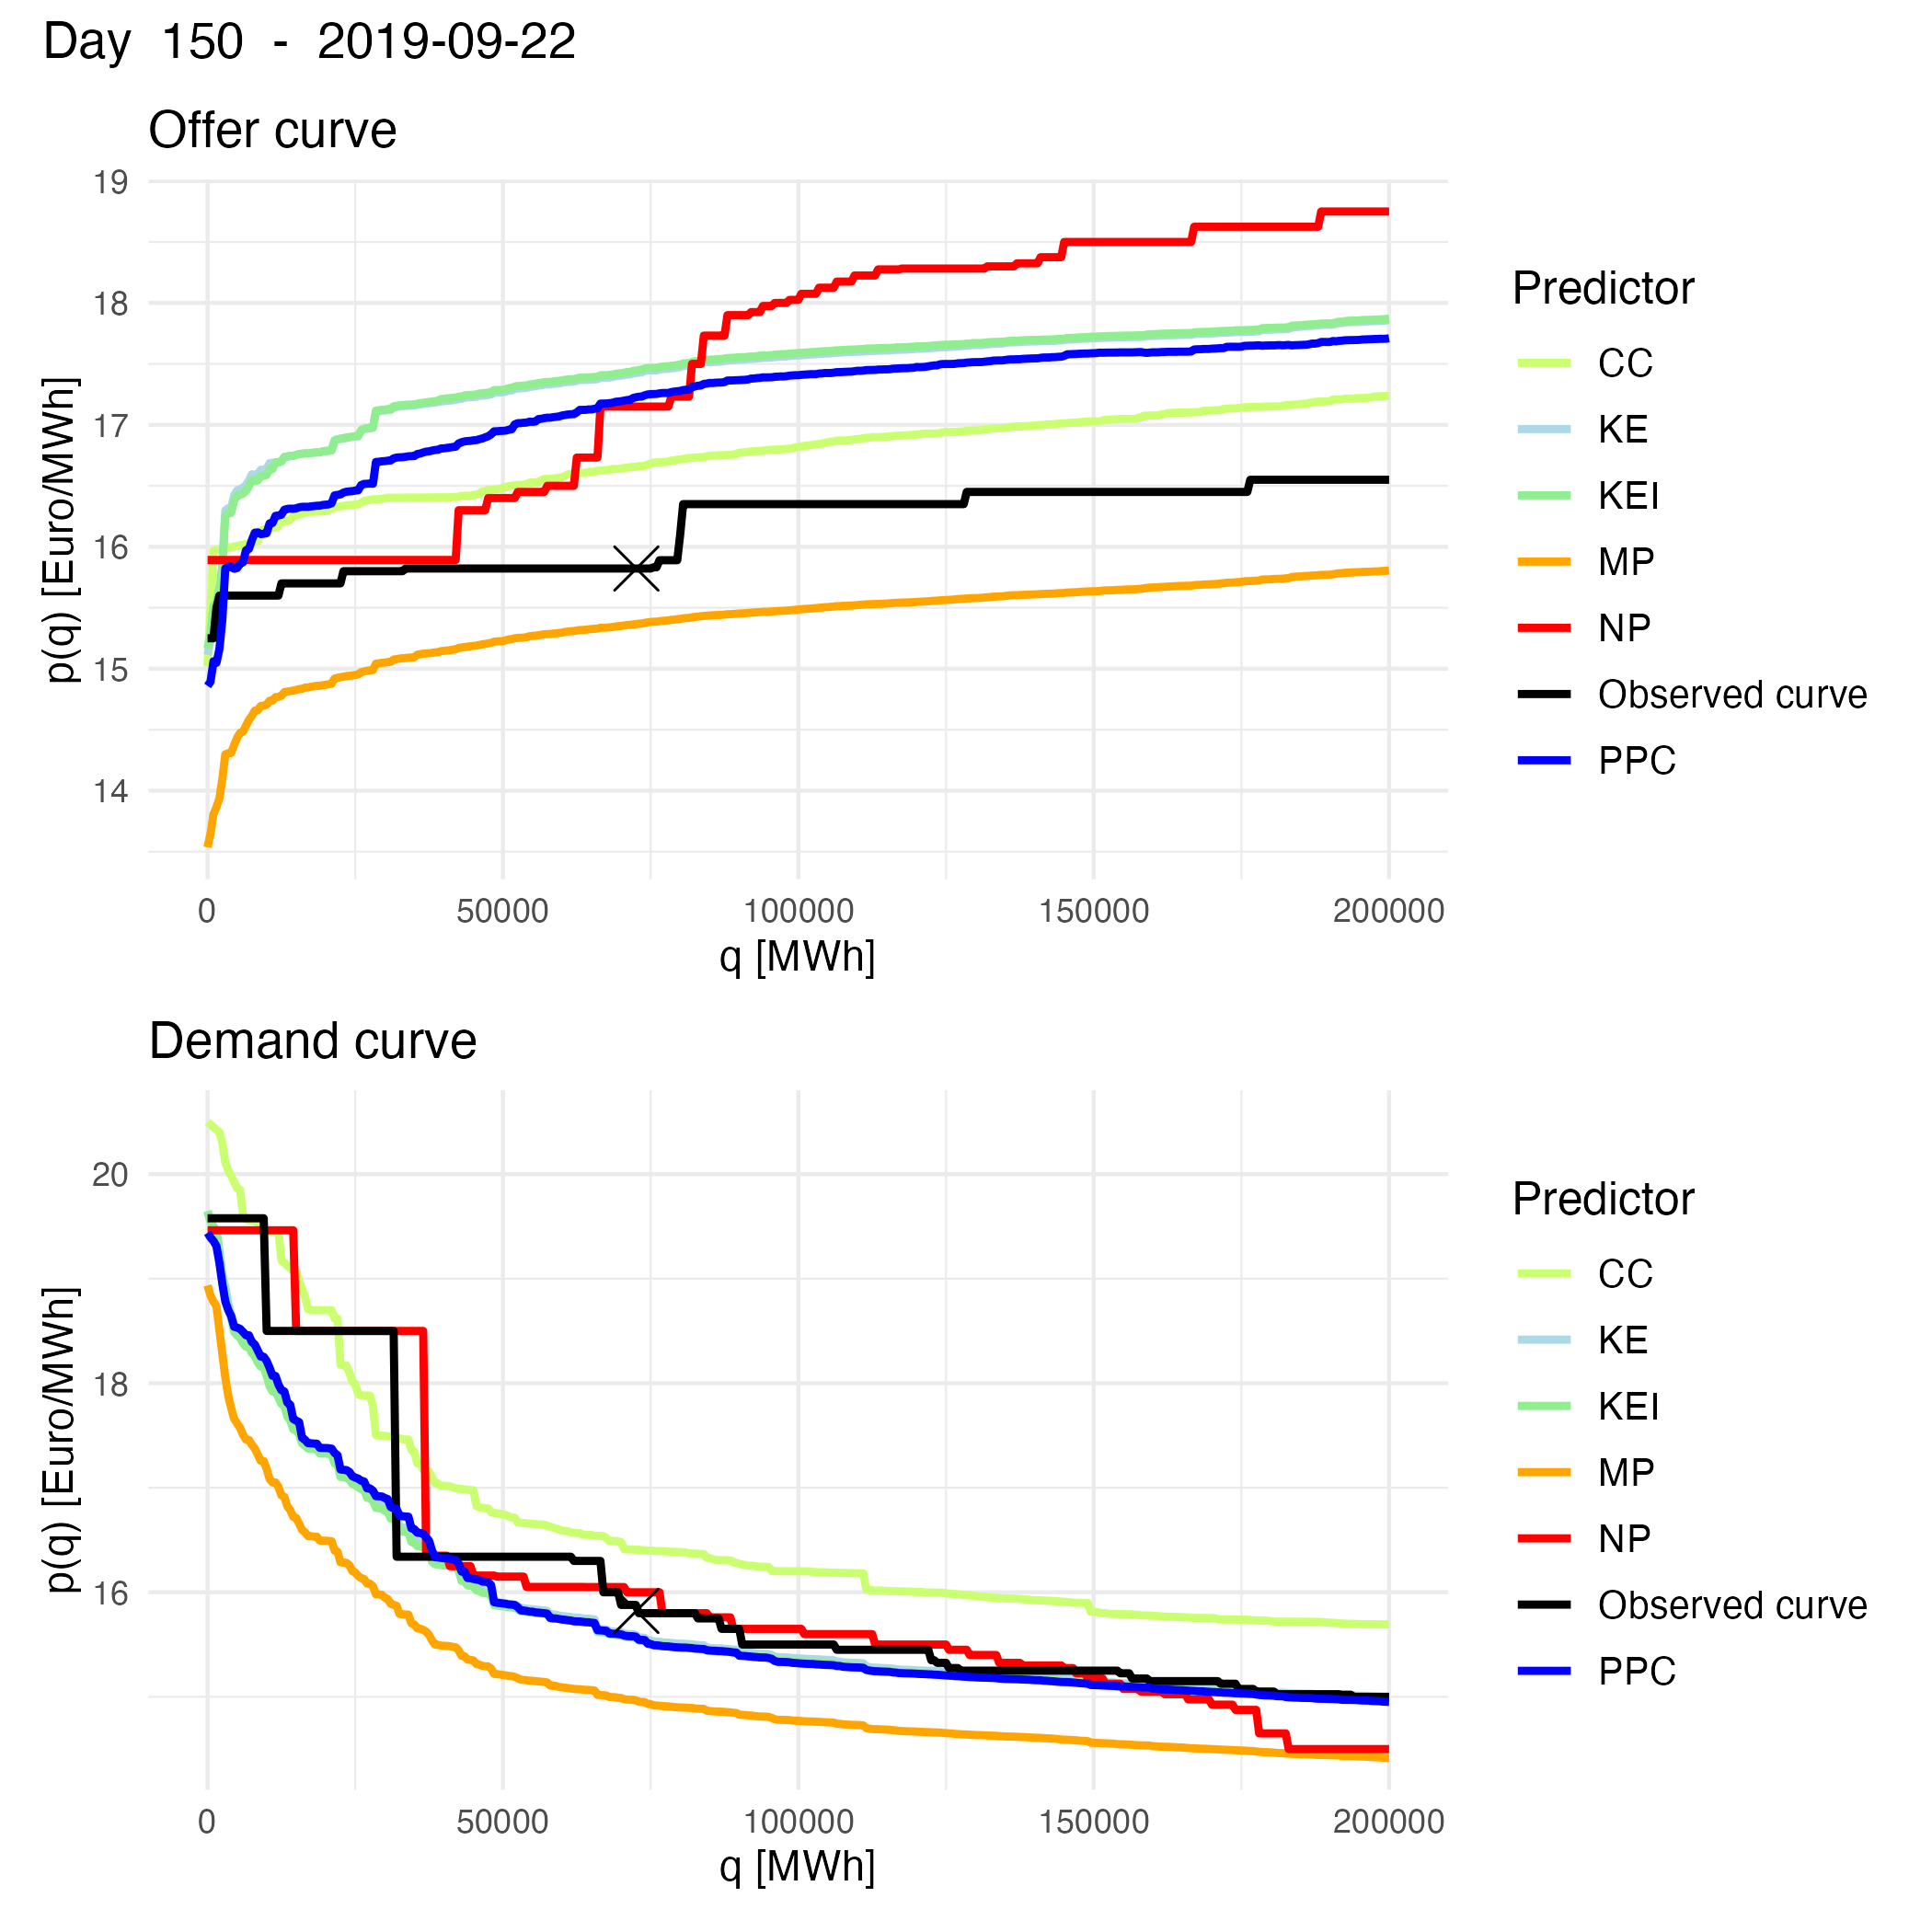 Day 150 - 2019-09-22
Offer curve
19
18
17
16
15
14
p(q) [Euro/MWh]
0 50000 100000 150000 200000
q [MWh]
Predictor
CC
KE
KEI
MP
NP
Observed curve
PPC
Demand curve
20
18
16
p(q) [Euro/MWh]
0 50000 100000 150000 200000
q [MWh]
Predictor
CC
KE
KEI
MP
NP
Observed curve
PPC